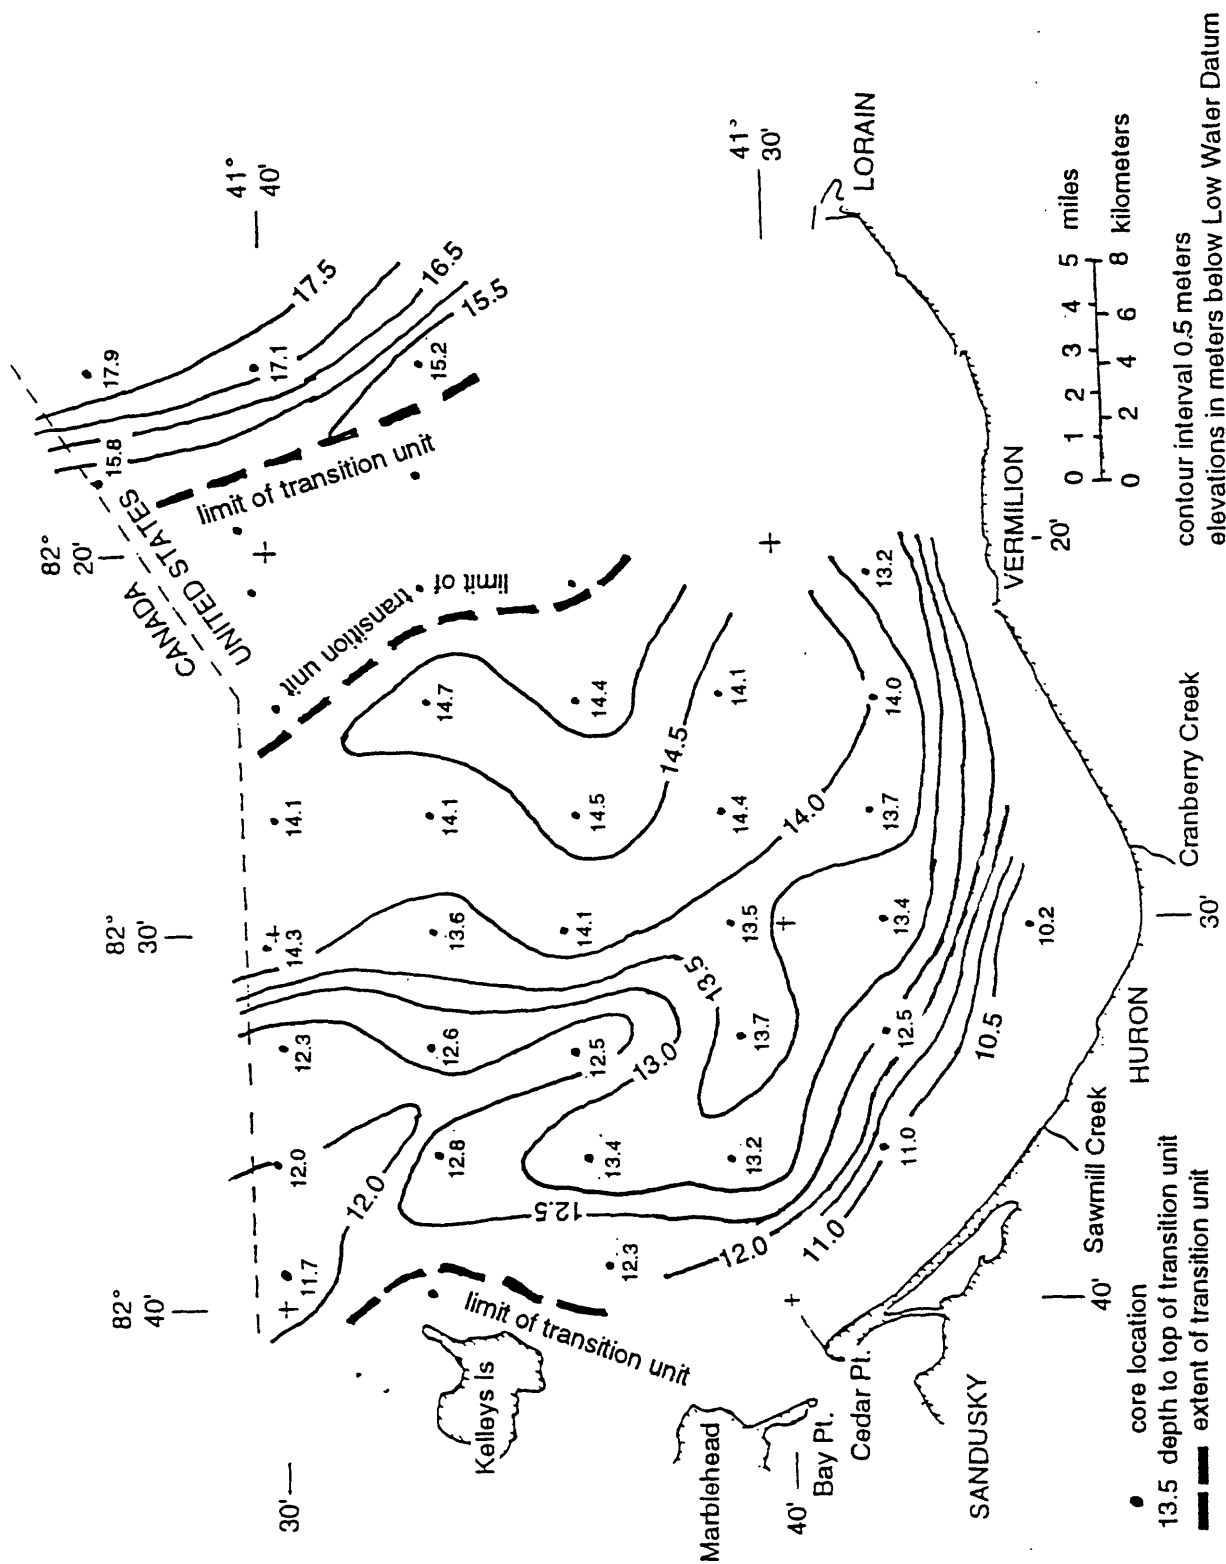 82°
40'
82°
30'
82°
20'
41°
40'
30'
CANADA
UNITED STATES
11.7
12.0
12.3
14.3
14.1
15.8
17.9
17.1
17.5
12.0
12.8
12.6
13.6
14.1
14.7
15.2
16.5
15.5
limit of transition unit
limit of
transition unit
Kelleys Is
limit of transition unit
12.3
12.5
13.4
12.5
14.1
14.5
14.4
13.0
14.5
Marblehead
13.2
13.7
13.5
13.5
14.4
14.1
41°
30'
12.0
11.0
14.0
40'
Bay Pt.
Cedar Pt.
11.0
12.5
13.4
13.7
14.0
13.2
LORAIN
SANDUSKY
10.5
10.2
VERMILION
40'
Sawmill Creek
HURON
20'
0 1 2 3 4 5 miles
0 2 4 6 8 kilometers
Cranberry Creek
30'
core location
13.5 depth to top of transition unit
extent of transition unit
contour interval 0.5 meters
elevations in meters below Low Water Datum